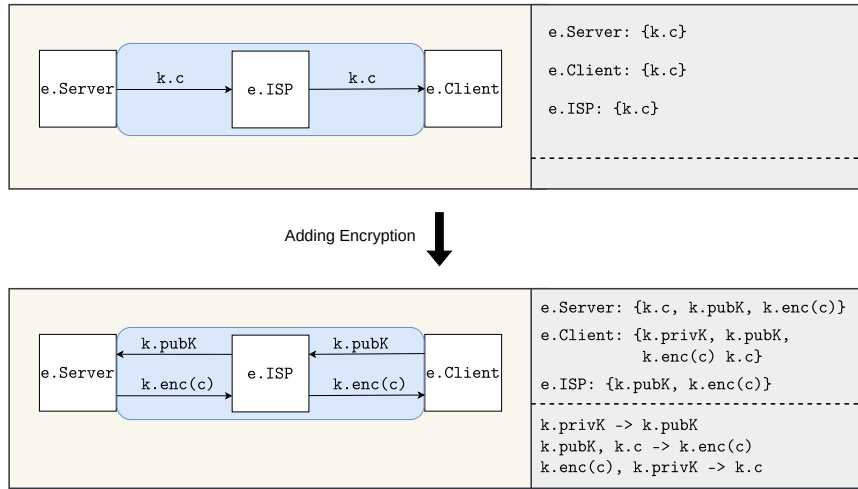 e.Server
k.c
e.ISP
k.c
e.Client
e.Server: {k.c}
e.Client: {k.c}
e.ISP: {k.c}
Adding Encryption
e.Server
k.pubK
k.enc(c)
e.ISP
k.pubK
k.enc(c)
e.Client
e.Server: {k.c, k.pubK, k.enc(c)}
e.Client: {k.privK, k.pubK,
k.enc(c) k.c}
e.ISP: {k.pubK, k.enc(c)}
k.privK -> k.pubK
k.pubK, k.c -> k.enc(c)
k.enc(c), k.privK -> k.c